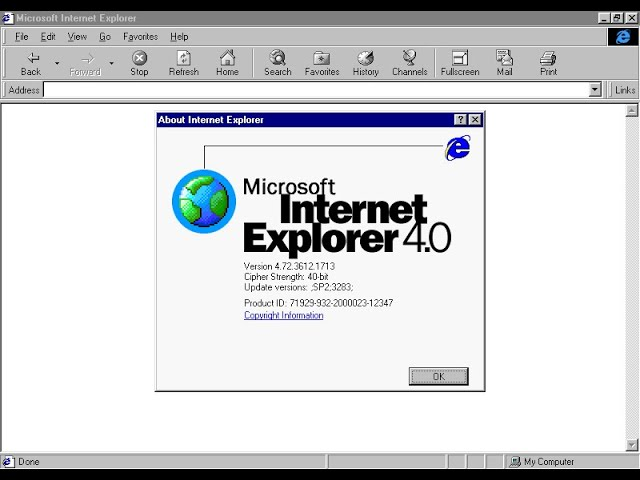 Microsoft Internet Explorer
File Edit View Go Favorites Help
Back Forward Stop Refresh Home Search Favorites History Channels Fullscreen Mail Print
Address Links
About Internet Explorer
Microsoft
Internet
Explorer 4.0
Version 4.72.3612.1713
Cipher Strength: 40-bit
Update versions: ;SP2;3283;
Product ID: 71929-932-2000023-12347
Copyright Information
OK
Done My Computer